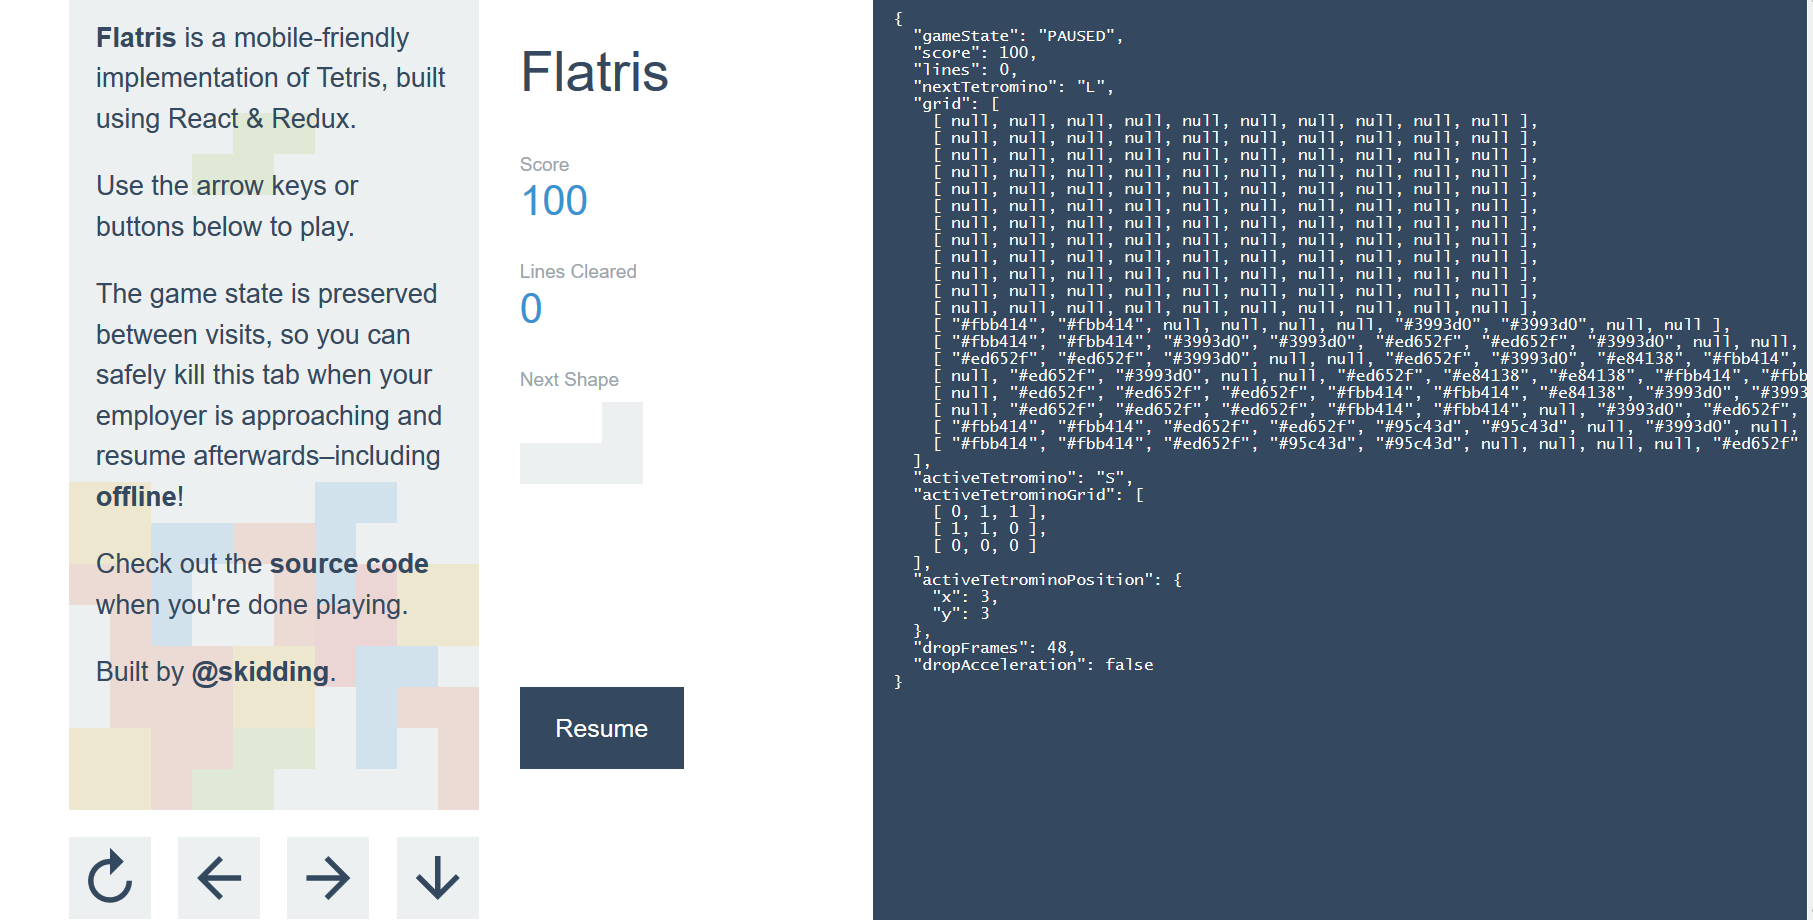 Flatris is a mobile-friendly
implementation of Tetris, built
using React & Redux.
Use the arrow keys or
buttons below to play.
The game state is preserved
between visits, so you can
safely kill this tab when your
employer is approaching and
resume afterwards–including
offline!
Check out the source code
when you're done playing.
Built by @skidding.
Flatris
Score
100
Lines Cleared
0
Next Shape
Resume
{
"gameState": "PAUSED",
"score": 100,
"lines": 0,
"nextTetromino": "L",
"grid": [
[ null, null, null, null, null, null, null, null, null, null ],
[ null, null, null, null, null, null, null, null, null, null ],
[ null, null, null, null, null, null, null, null, null, null ],
[ null, null, null, null, null, null, null, null, null, null ],
[ null, null, null, null, null, null, null, null, null, null ],
[ null, null, null, null, null, null, null, null, null, null ],
[ null, null, null, null, null, null, null, null, null, null ],
[ null, null, null, null, null, null, null, null, null, null ],
[ null, null, null, null, null, null, null, null, null, null ],
[ null, null, null, null, null, null, null, null, null, null ],
[ null, null, null, null, null, null, null, null, null, null ],
[ null, null, null, null, null, null, null, null, null, null ],
[ "#fbb414", "#fbb414", null, null, null, null, "#3993d0", "#3993d0", null, null ],
[ "#fbb414", "#fbb414", "#3993d0", "#3993d0", "#ed652f", "#ed652f", "#3993d0", null, null,
[ "#ed652f", "#ed652f", "#3993d0", null, null, "#ed652f", "#3993d0", "#e84138", "#fbb414",
[ null, "#ed652f", "#3993d0", null, null, "#ed652f", "#e84138", "#e84138", "#fbb414", "#fbb
[ null, "#ed652f", "#ed652f", "#ed652f", "#fbb414", "#fbb414", "#e84138", "#3993d0", "#3993
[ null, "#ed652f", "#ed652f", "#ed652f", "#fbb414", "#fbb414", null, "#3993d0", "#ed652f",
[ "#fbb414", "#fbb414", "#ed652f", "#ed652f", "#95c43d", "#95c43d", null, "#3993d0", null,
[ "#fbb414", "#fbb414", "#ed652f", "#95c43d", "#95c43d", null, null, null, null, "#ed652f"
],
"activeTetromino": "S",
"activeTetrominoGrid": [
[ 0, 1, 1 ],
[ 1, 1, 0 ],
[ 0, 0, 0 ]
],
"activeTetrominoPosition": {
"x": 3,
"y": 3
},
"dropFrames": 48,
"dropAcceleration": false
}